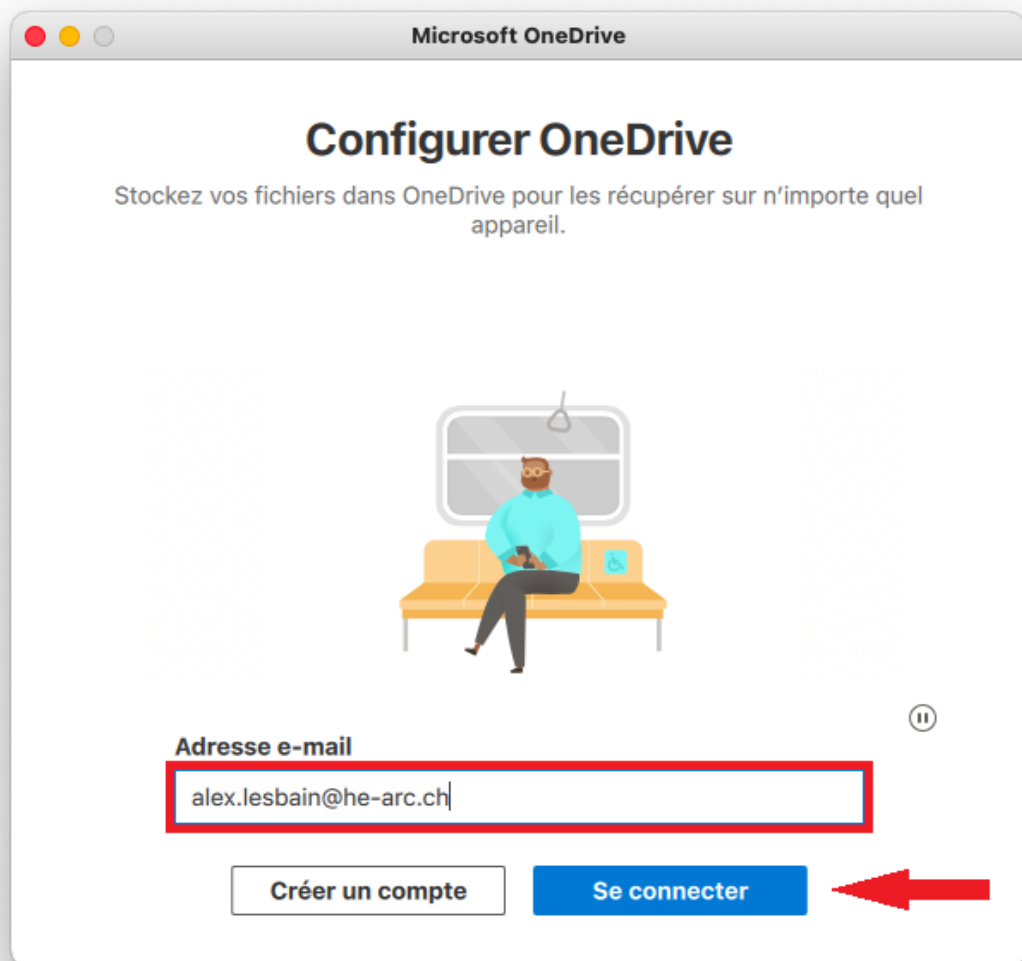 Microsoft OneDrive
Configurer OneDrive
Stockez vos fichiers dans OneDrive pour les récupérer sur n’importe quel
appareil.
Adresse e-mail
alex.lesbain@he-arc.ch
Créer un compte
Se connecter